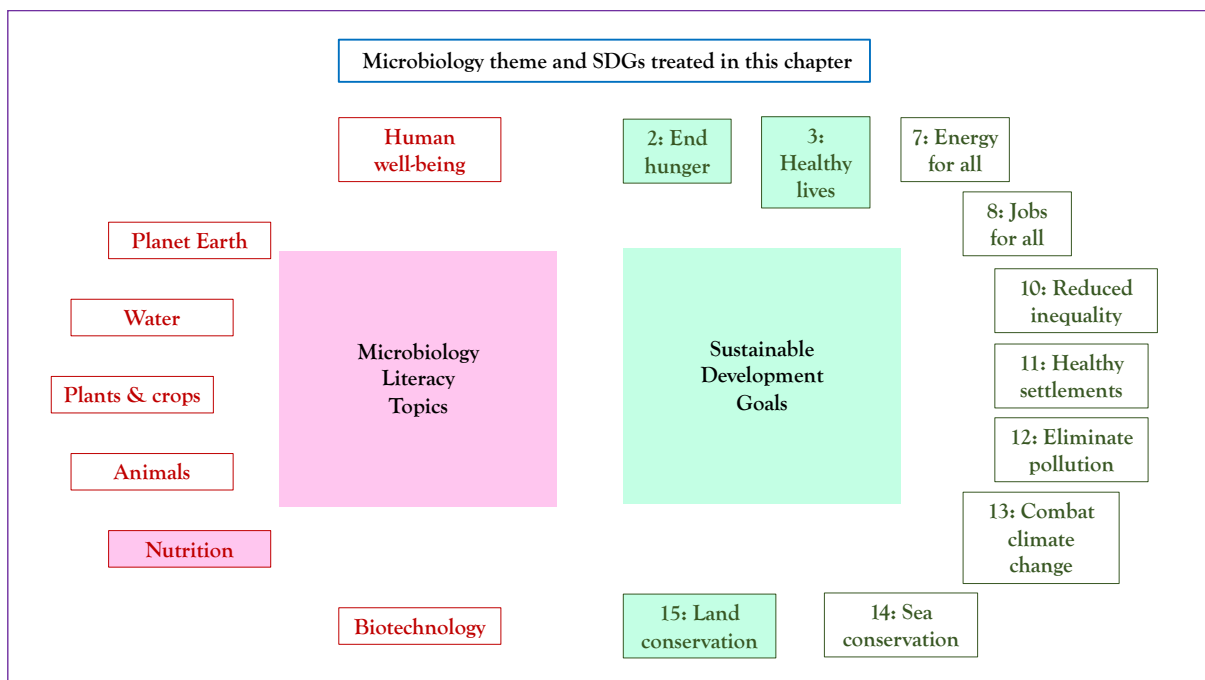 Microbiology theme and SDGs treated in this chapter
Human
well-being
2: End
hunger
3:
Healthy
lives
7: Energy
for all
Planet Earth
8: Jobs
for all
Water
10: Reduced
inequality
Microbiology
Literacy
Topics
Sustainable
Development
Goals
Plants & crops
11: Healthy
settlements
Animals
12: Eliminate
pollution
Nutrition
13: Combat
climate
change
Biotechnology
15: Land
conservation
14: Sea
conservation